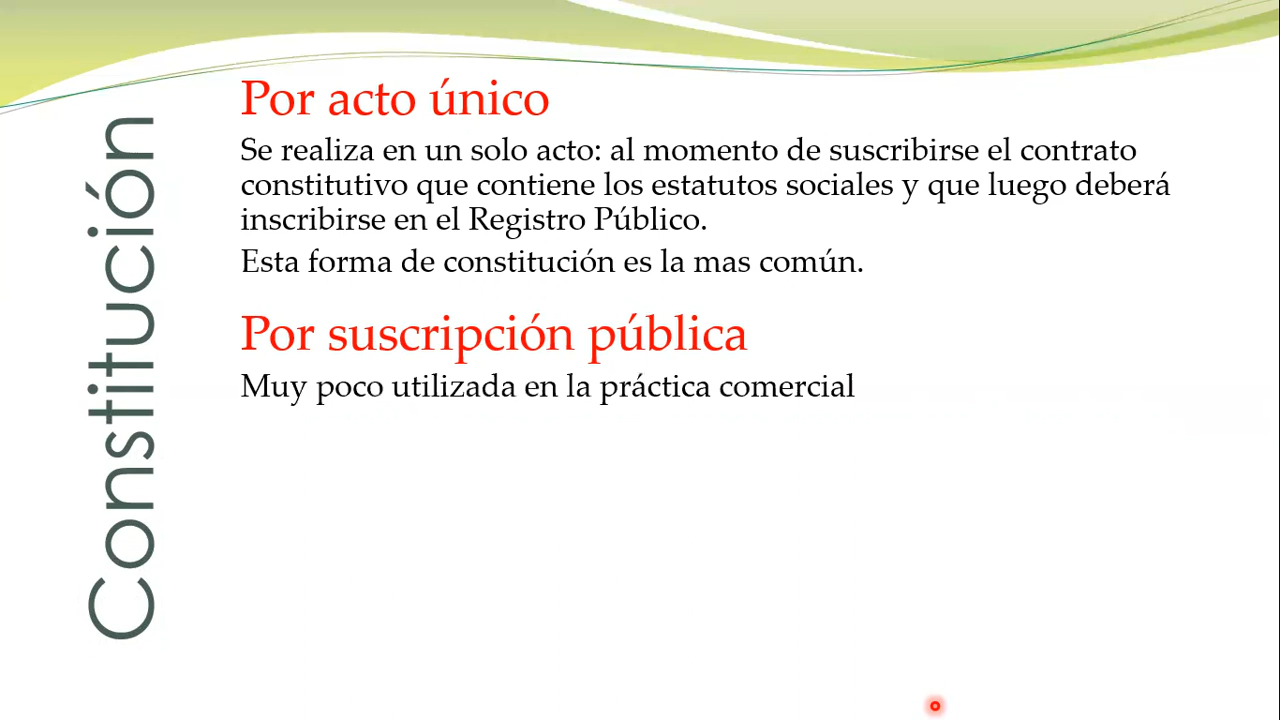 Constitución
Por acto único
Se realiza en un solo acto: al momento de suscribirse el contrato
constitutivo que contiene los estatutos sociales y que luego deberá
inscribirse en el Registro Público.
Esta forma de constitución es la mas común.
Por suscripción pública
Muy poco utilizada en la práctica comercial